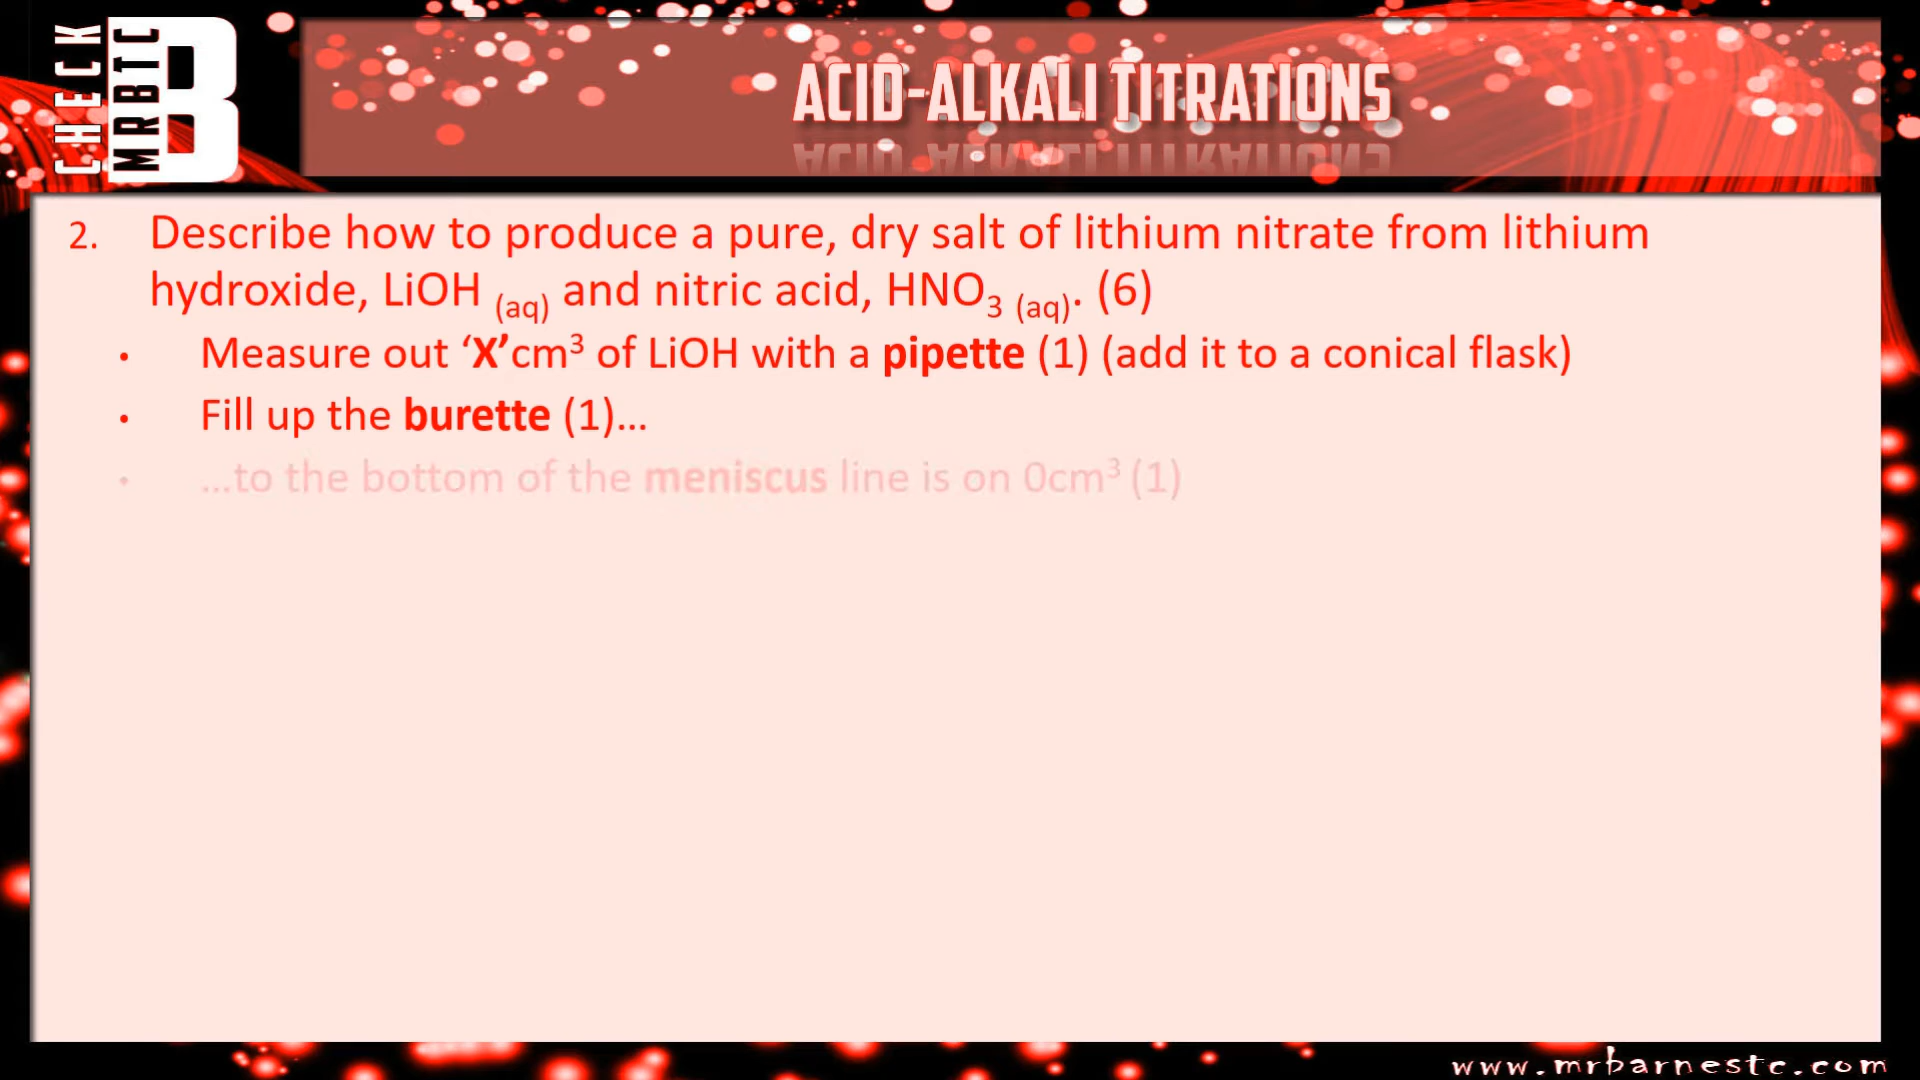 CHECK
MRBTC
B
ACID-ALKALI TITRATIONS
2. Describe how to produce a pure, dry salt of lithium nitrate from lithium
hydroxide, LiOH (aq) and nitric acid, HNO₃ (aq). (6)
• Measure out ‘X’cm³ of LiOH with a pipette (1) (add it to a conical flask)
• Fill up the burette (1)…
• …to the bottom of the meniscus line is on 0cm³ (1)
www.mrbarnestc.com